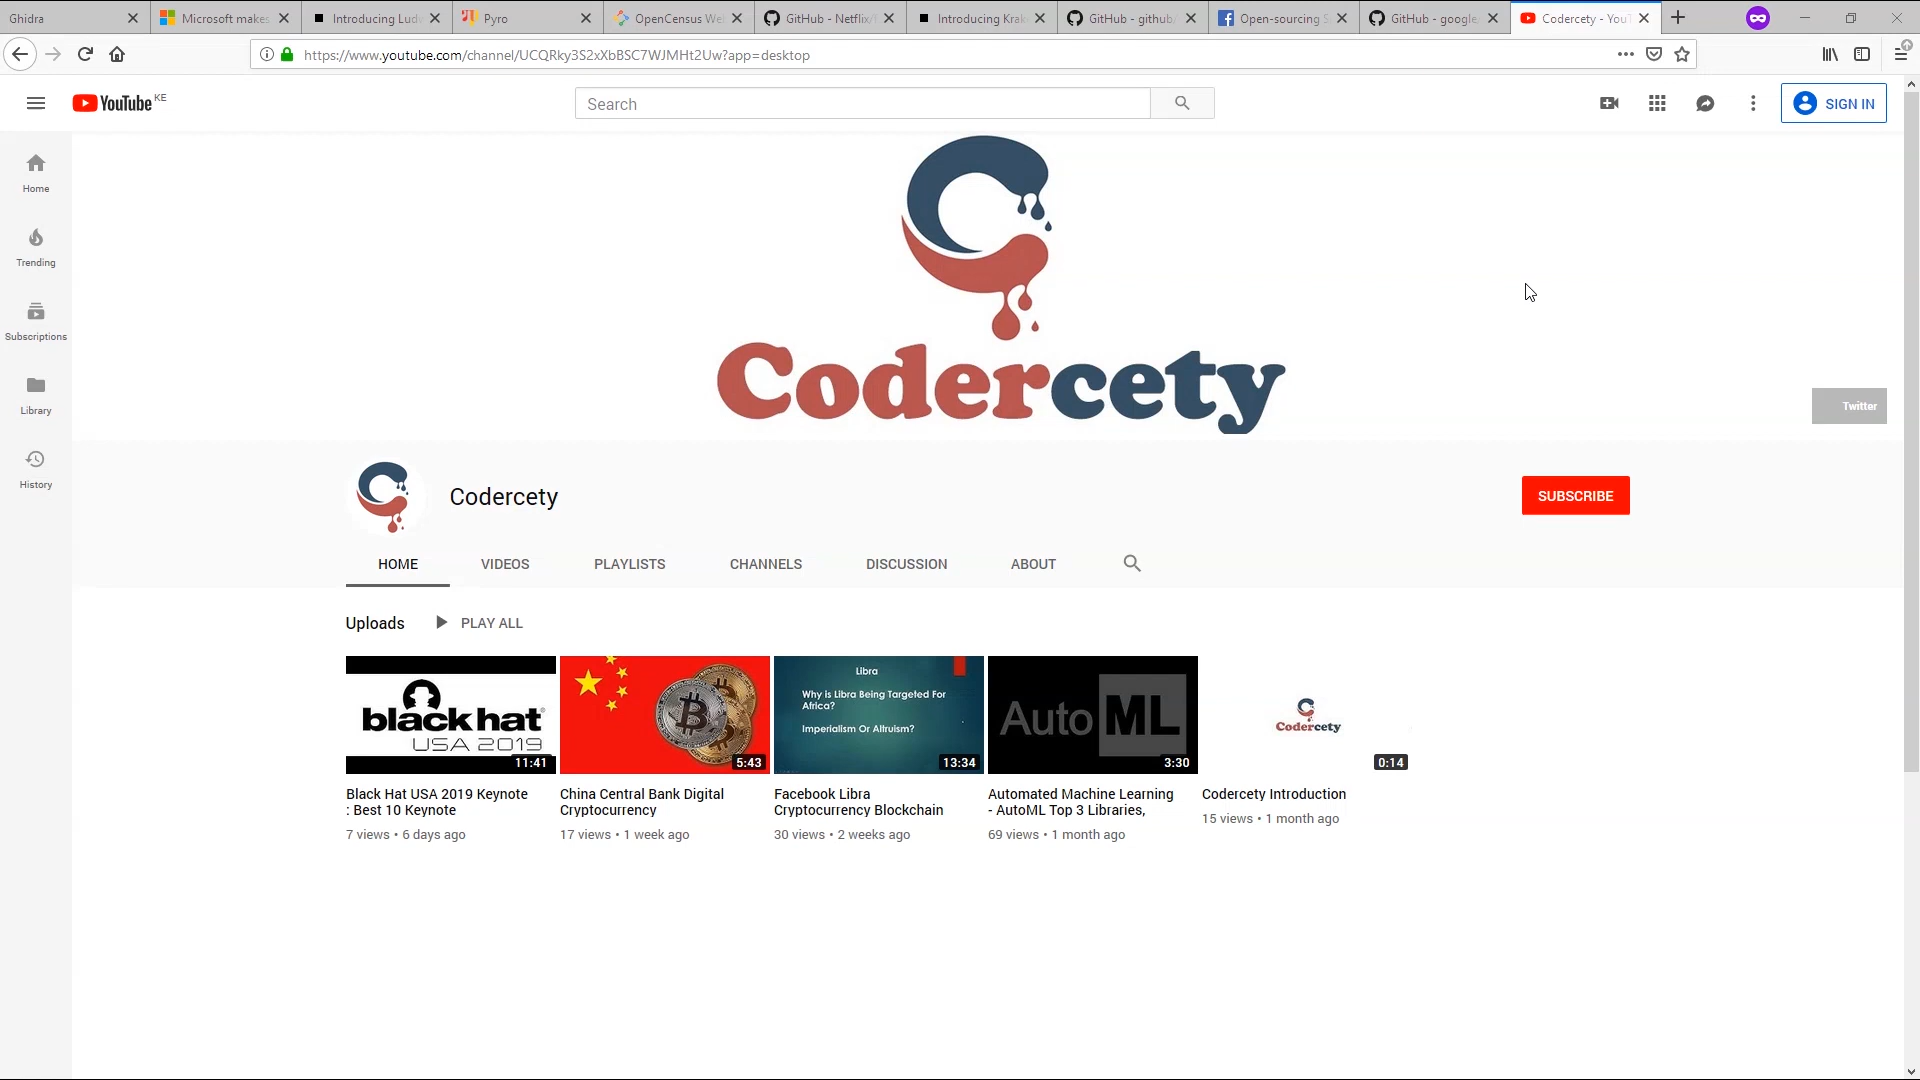 Ghidra
Microsoft makes
Introducing Ludw
Pyro
OpenCensus We
GitHub - Netflix/
Introducing Krak
GitHub - github
Open-sourcing S
GitHub - google
Codercety - YouT
https://www.youtube.com/channel/UCQRky3S2xXbBSC7WJMHt2Uw?app=desktop
YouTube KE
Search
SIGN IN
Home
Trending
Subscriptions
Library
History
Codercety
Twitter
Codercety
SUBSCRIBE
HOME
VIDEOS
PLAYLISTS
CHANNELS
DISCUSSION
ABOUT
Uploads
PLAY ALL
black hat
USA 2019
11:41
5:43
Libra
Why is Libra Being Targeted For
Africa?
Imperialism Or Altruism?
13:34
Auto ML
3:30
Codercety
0:14
Black Hat USA 2019 Keynote
: Best 10 Keynote
7 views • 6 days ago
China Central Bank Digital
Cryptocurrency
17 views • 1 week ago
Facebook Libra
Cryptocurrency Blockchain
30 views • 2 weeks ago
Automated Machine Learning
- AutoML Top 3 Libraries,
69 views • 1 month ago
Codercety Introduction
15 views • 1 month ago